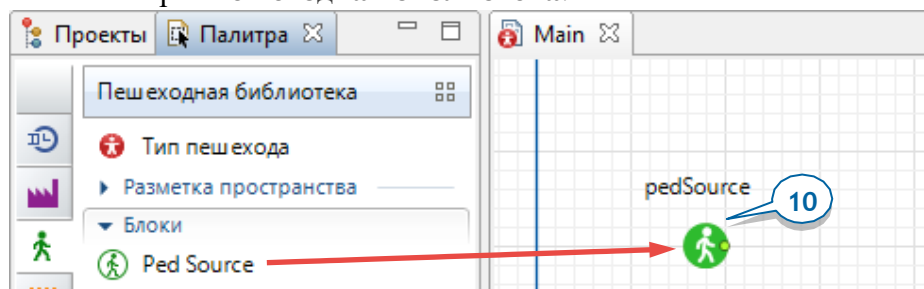 Проекты Палитра Main
Пешеходная библиотека
Тип пешехода
Разметка пространства
Блоки
Ped Source
pedSource
10